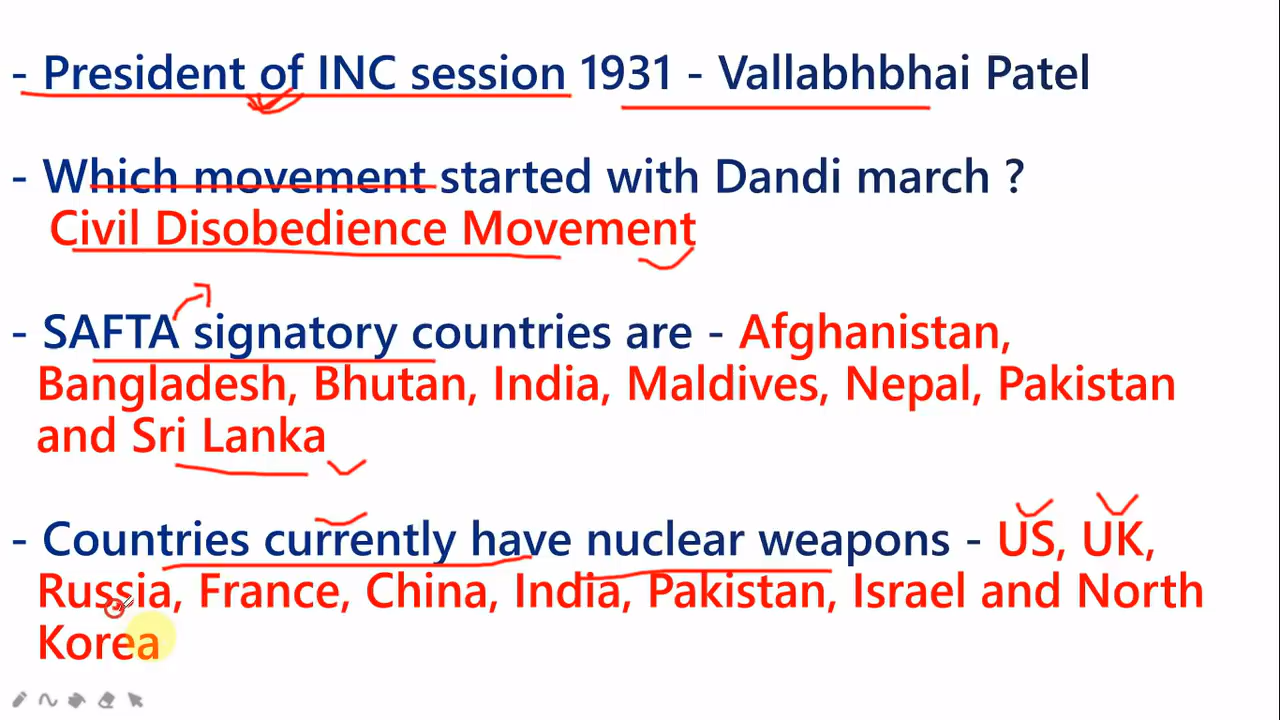 - President of INC session 1931 - Vallabhbhai Patel
- Which movement started with Dandi march ?
Civil Disobedience Movement
- SAFTA signatory countries are - Afghanistan,
Bangladesh, Bhutan, India, Maldives, Nepal, Pakistan
and Sri Lanka
- Countries currently have nuclear weapons - US, UK,
Russia, France, China, India, Pakistan, Israel and North
Korea